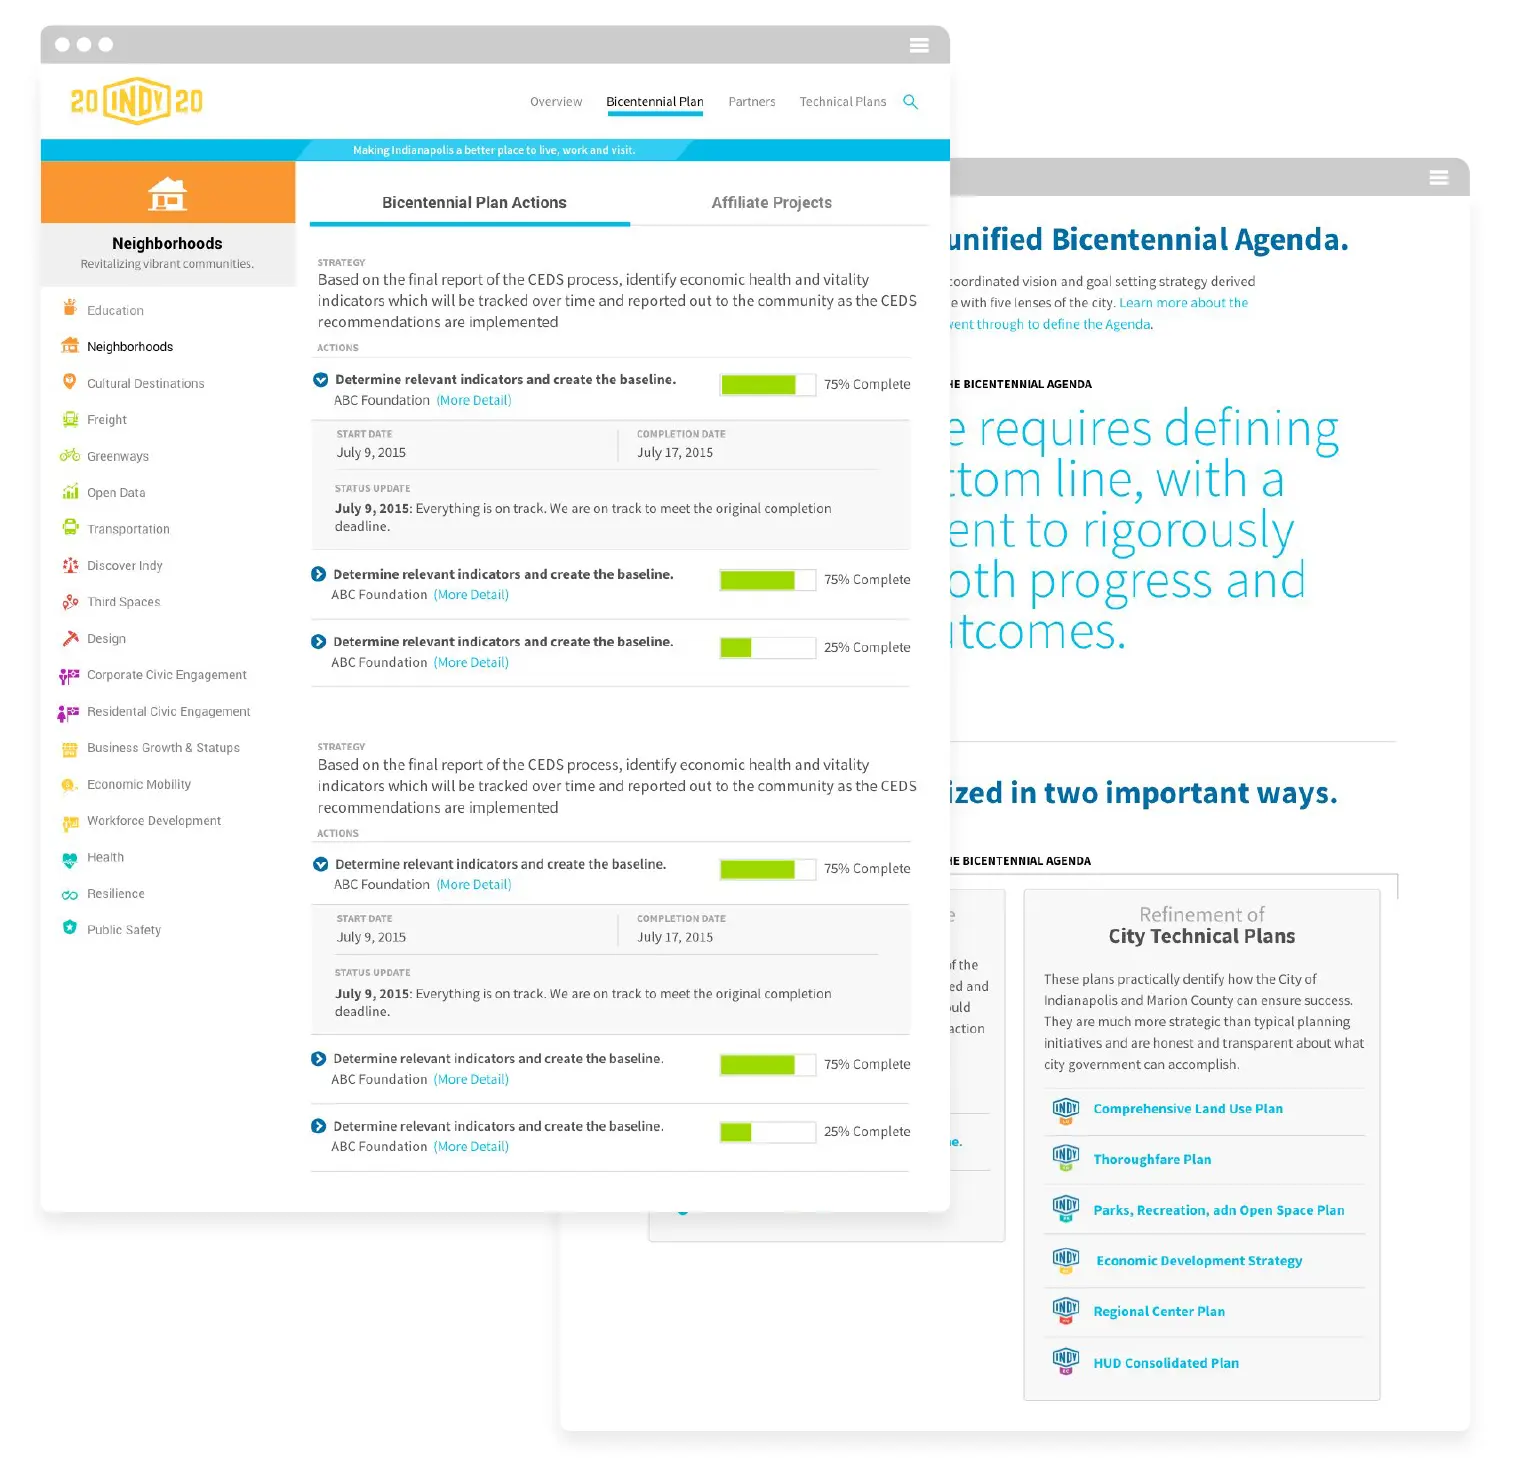 20 INDY 20
Overview
Bicentennial Plan
Partners
Technical Plans
Making Indianapolis a better place to live, work and visit.
Neighborhoods
Revitalizing vibrant communities.
Education
Neighborhoods
Cultural Destinations
Freight
Greenways
Open Data
Transportation
Discover Indy
Third Spaces
Design
Corporate Civic Engagement
Residental Civic Engagement
Business Growth & Statups
Economic Mobility
Workforce Development
Health
Resilience
Public Safety
Bicentennial Plan Actions
Affiliate Projects
STRATEGY
Based on the final report of the CEDS process, identify economic health and vitality
indicators which will be tracked over time and reported out to the community as the CEDS
recommendations are implemented
ACTIONS
Determine relevant indicators and create the baseline.
75% Complete
ABC Foundation (More Detail)
START DATE
COMPLETION DATE
July 9, 2015
July 17, 2015
STATUS UPDATE
July 9, 2015: Everything is on track. We are on track to meet the original completion
deadline.
Determine relevant indicators and create the baseline.
75% Complete
ABC Foundation (More Detail)
Determine relevant indicators and create the baseline.
25% Complete
ABC Foundation (More Detail)
STRATEGY
Based on the final report of the CEDS process, identify economic health and vitality
indicators which will be tracked over time and reported out to the community as the CEDS
recommendations are implemented
ACTIONS
Determine relevant indicators and create the baseline.
75% Complete
ABC Foundation (More Detail)
START DATE
COMPLETION DATE
July 9, 2015
July 17, 2015
STATUS UPDATE
July 9, 2015: Everything is on track. We are on track to meet the original completion
deadline.
Determine relevant indicators and create the baseline.
75% Complete
ABC Foundation (More Detail)
Determine relevant indicators and create the baseline.
25% Complete
ABC Foundation (More Detail)
unified Bicentennial Agenda.
coordinated vision and goal setting strategy derived
e with five lenses of the city. Learn more about the
went through to define the Agenda.
HE BICENTENNIAL AGENDA
e requires defining
ttom line, with a
ent to rigorously
oth progress and
utcomes.
ized in two important ways.
HE BICENTENNIAL AGENDA
e
of the
ed and
ould
action
e.
Refinement of
City Technical Plans
These plans practically dentify how the City of
Indianapolis and Marion County can ensure success.
They are much more strategic than typical planning
initiatives and are honest and transparent about what
city government can accomplish.
INDY Comprehensive Land Use Plan
INDY Thoroughfare Plan
INDY Parks, Recreation, adn Open Space Plan
INDY Economic Development Strategy
INDY Regional Center Plan
INDY HUD Consolidated Plan